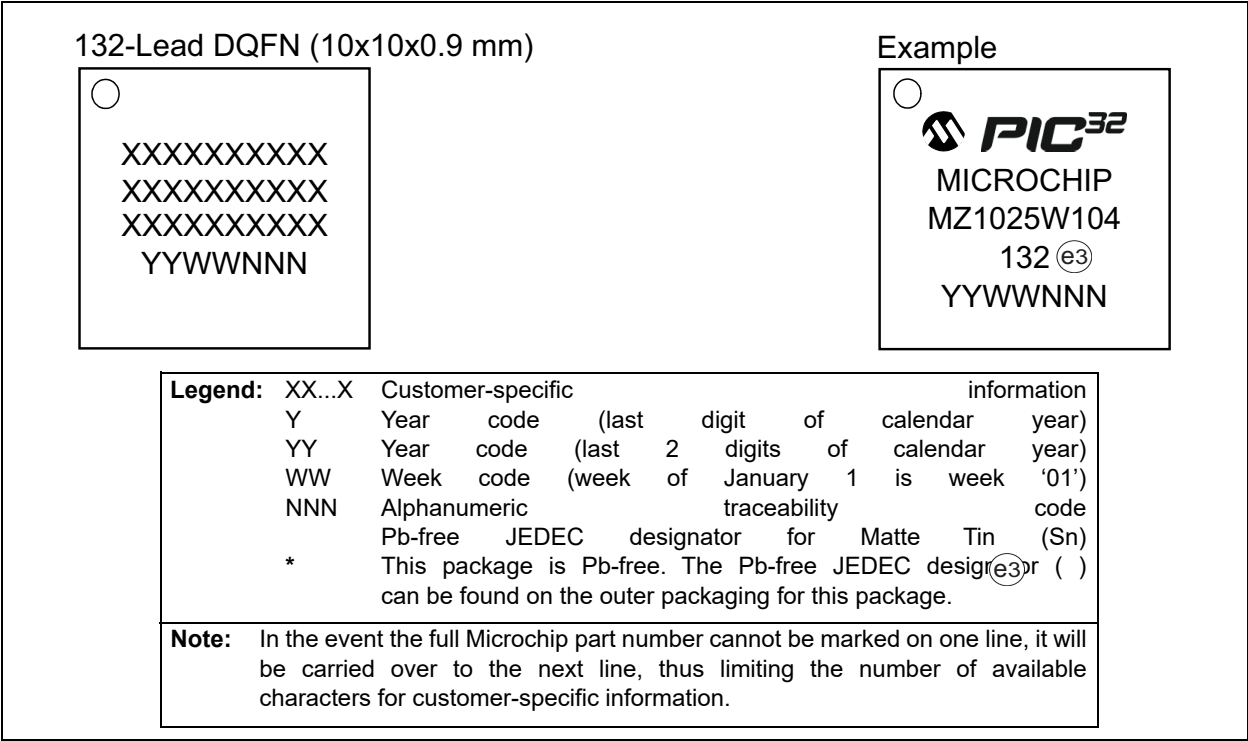 132-Lead DQFN (10x10x0.9 mm)
XXXXXXXXXX
XXXXXXXXXX
XXXXXXXXXX
YYWWNNN
Example
PIC32
MICROCHIP
MZ1025W104
132 e3
YYWWNNN
Legend: XX...X Customer-specific information
Y Year code (last digit of calendar year)
YY Year code (last 2 digits of calendar year)
WW Week code (week of January 1 is week ‘01’)
NNN Alphanumeric traceability code
Pb-free JEDEC designator for Matte Tin (Sn)
* This package is Pb-free. The Pb-free JEDEC designator ( e3 )
can be found on the outer packaging for this package.
Note: In the event the full Microchip part number cannot be marked on one line, it will
be carried over to the next line, thus limiting the number of available
characters for customer-specific information.